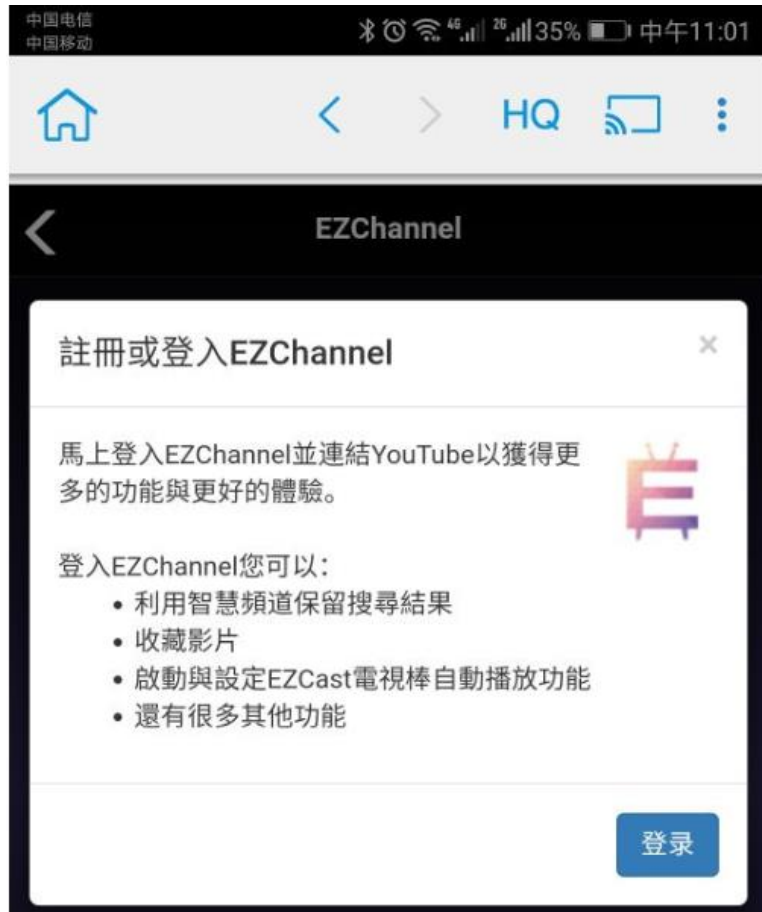 中国电信
中国移动
4G 2G 35% 中午11:01
HQ
EZChannel
註冊或登入EZChannel
×
馬上登入EZChannel並連結YouTube以獲得更
多的功能與更好的體驗。
登入EZChannel您可以：
• 利用智慧頻道保留搜尋結果
• 收藏影片
• 啟動與設定EZCast電視棒自動播放功能
• 還有很多其他功能
登录